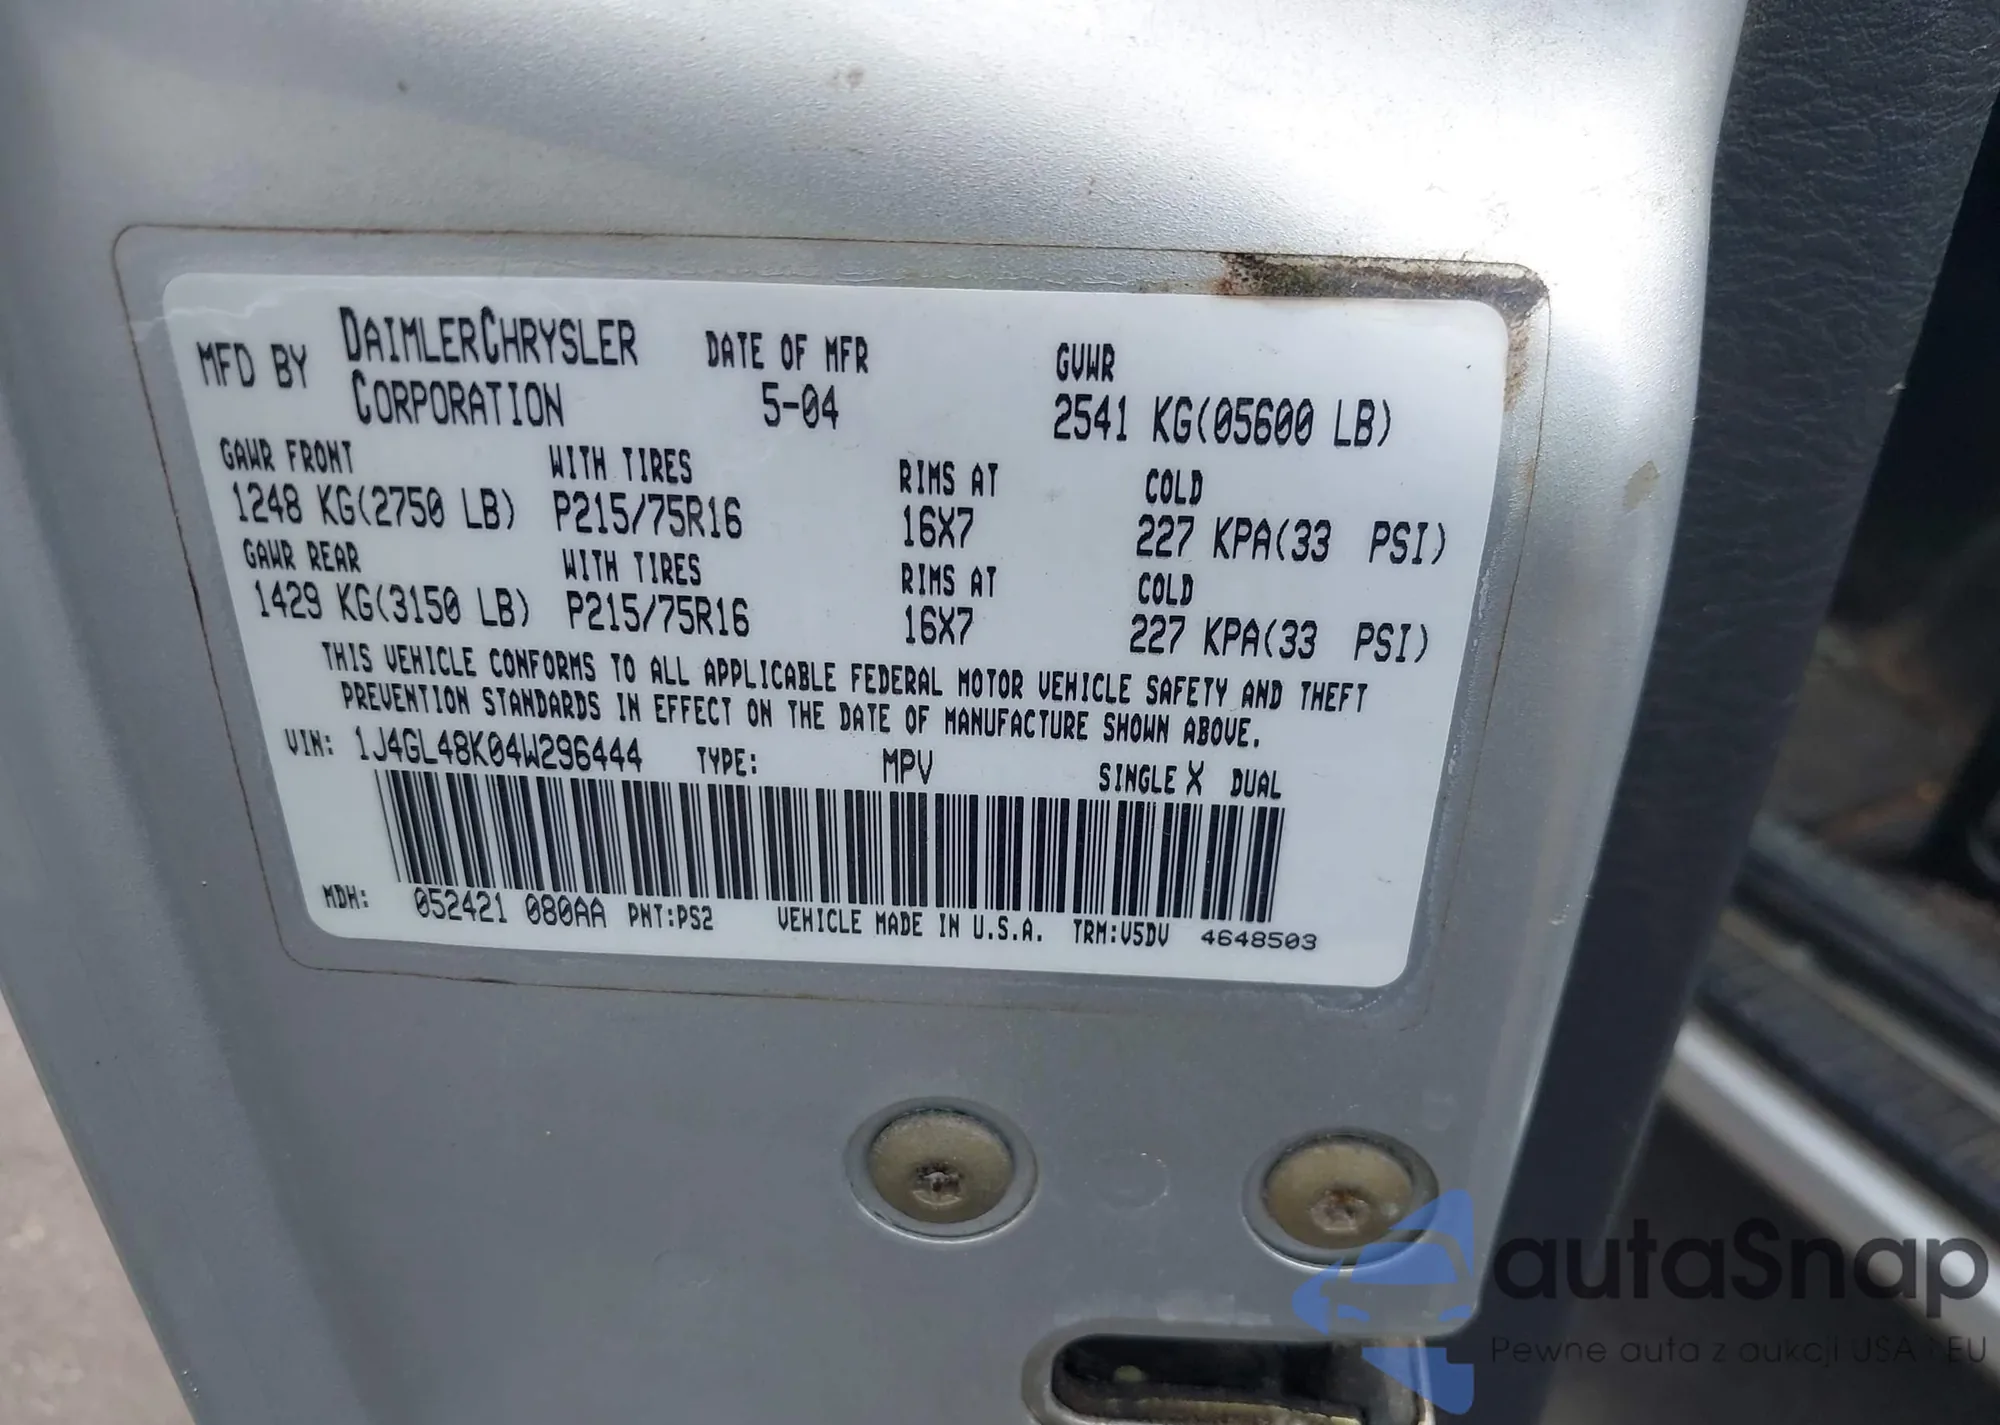 MFD BY DAIMLERCHRYSLER CORPORATION DATE OF MFR 5-04 GVWR 2541 KG(05600 LB)
GAWR FRONT WITH TIRES RIMS AT COLD
1248 KG(2750 LB) P215/75R16 16X7 227 KPA(33 PSI)
GAWR REAR WITH TIRES RIMS AT COLD
1429 KG(3150 LB) P215/75R16 16X7 227 KPA(33 PSI)
THIS VEHICLE CONFORMS TO ALL APPLICABLE FEDERAL MOTOR VEHICLE SAFETY AND THEFT
PREVENTION STANDARDS IN EFFECT ON THE DATE OF MANUFACTURE SHOWN ABOVE.
VIN: 1J4GL48K04W296444 TYPE: MPV SINGLE X DUAL
MDH: 052421 080AA PNT:PS2 VEHICLE MADE IN U.S.A. TRM:V5DV 4648503
autaSnap
Pewne auta z aukcji USA i EU